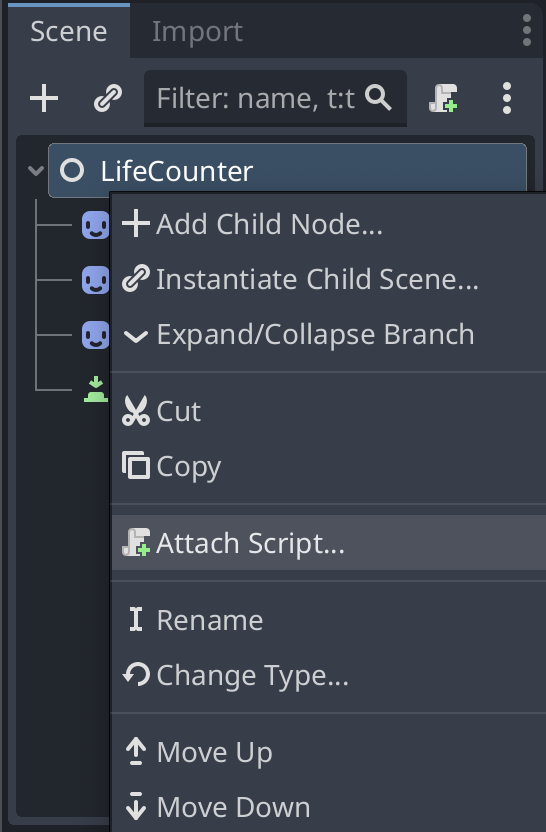 Scene Import
Filter: name, t:t
LifeCounter
Add Child Node...
Instantiate Child Scene...
Expand/Collapse Branch
Cut
Copy
Attach Script...
Rename
Change Type...
Move Up
Move Down